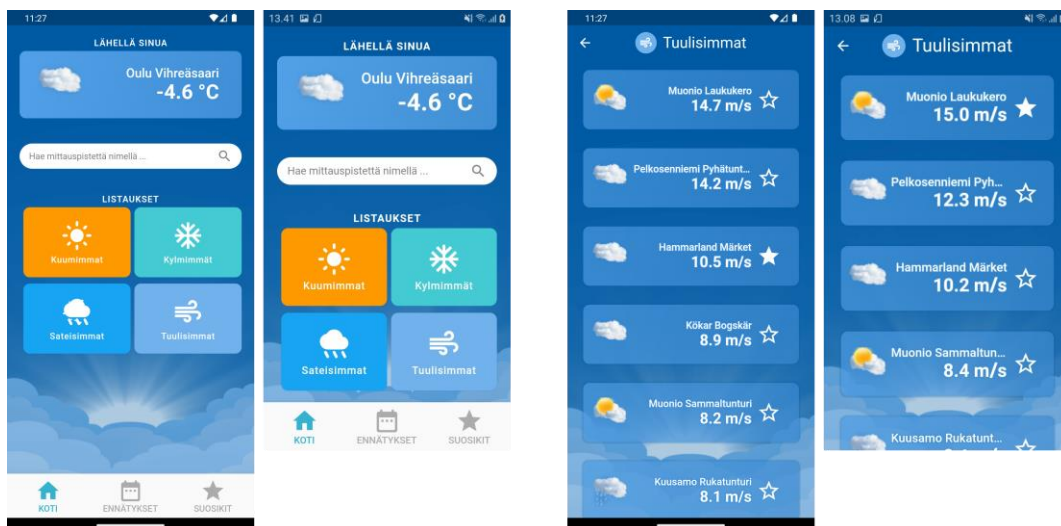 11:27
LÄHELLÄ SINUA
Oulu Vihreäsaari
-4.6 °C
Hae mittauspistettä nimellä ...
LISTAUKSET
Kuumimmat
Kylmimmät
Sateisimmat
Tuulisimmat
KOTI
ENNÄTYKSET
SUOSIKIT
13.41
LÄHELLÄ SINUA
Oulu Vihreäsaari
-4.6 °C
Hae mittauspistettä nimellä ...
LISTAUKSET
Kuumimmat
Kylmimmät
Sateisimmat
Tuulisimmat
KOTI
ENNÄTYKSET
SUOSIKIT
11:27
Tuulisimmat
Muonio Laukukero
14.7 m/s
Pelkosenniemi Pyhätunt...
14.2 m/s
Hammarland Märket
10.5 m/s
Kökar Bogskär
8.9 m/s
Muonio Sammaltunturi
8.2 m/s
Kuusamo Rukatunturi
8.1 m/s
13.08
Tuulisimmat
Muonio Laukukero
15.0 m/s
Pelkosenniemi Pyh...
12.3 m/s
Hammarland Märket
10.2 m/s
Muonio Sammaltun...
8.4 m/s
Kuusamo Rukatunt...